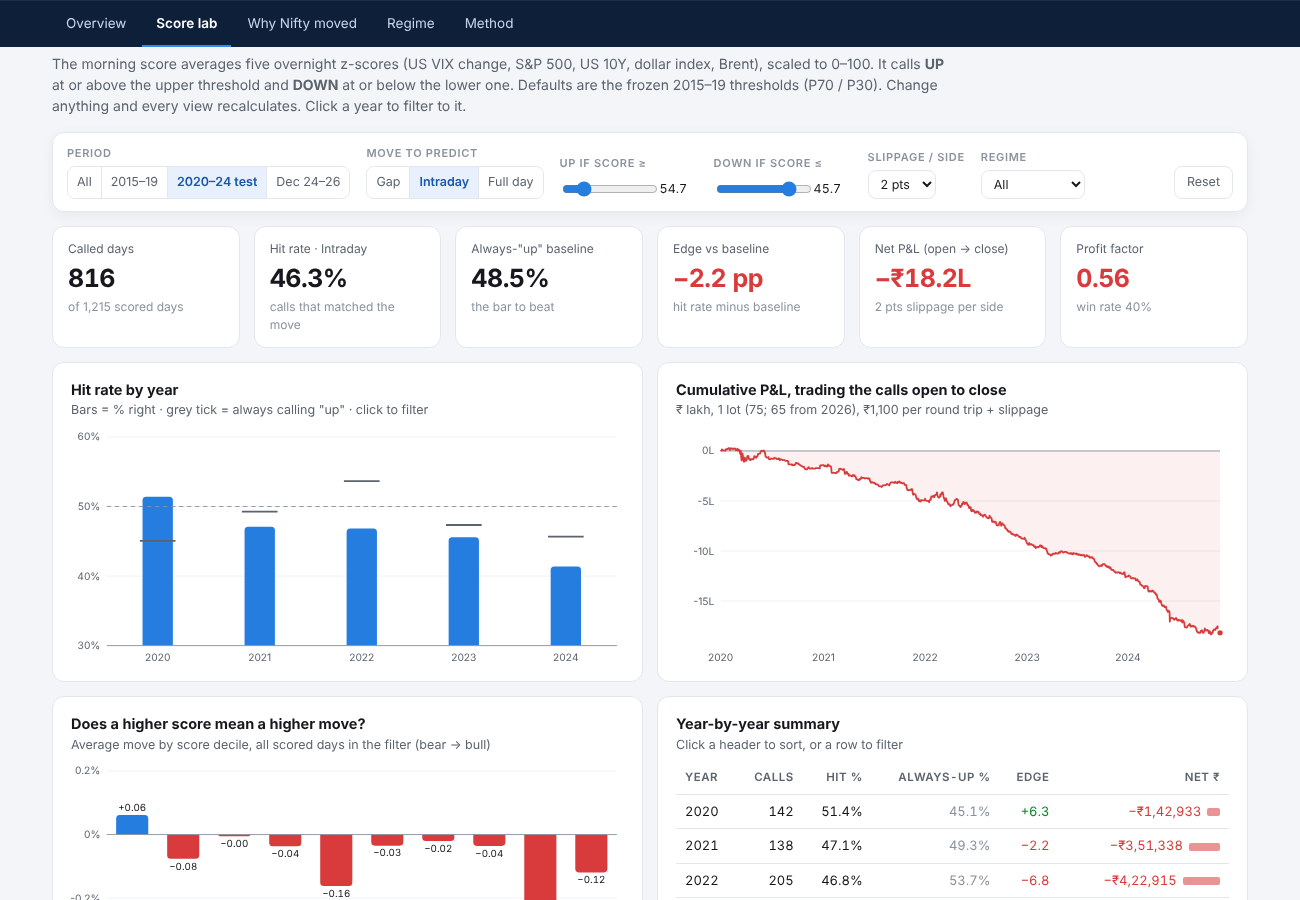 Overview Score lab Why Nifty moved Regime Method
The morning score averages five overnight z-scores (US VIX change, S&P 500, US 10Y, dollar index, Brent), scaled to 0–100. It calls UP
at or above the upper threshold and DOWN at or below the lower one. Defaults are the frozen 2015–19 thresholds (P70 / P30). Change
anything and every view recalculates. Click a year to filter to it.
PERIOD
All 2015–19 2020–24 test Dec 24–26
MOVE TO PREDICT
Gap Intraday Full day
UP IF SCORE ≥
54.7
DOWN IF SCORE ≤
45.7
SLIPPAGE / SIDE
2 pts
REGIME
All
Reset
Called days
816
of 1,215 scored days
Hit rate · Intraday
46.3%
calls that matched the
move
Always-"up" baseline
48.5%
the bar to beat
Edge vs baseline
−2.2 pp
hit rate minus baseline
Net P&L (open → close)
−₹18.2L
2 pts slippage per side
Profit factor
0.56
win rate 40%
Hit rate by year
Bars = % right · grey tick = always calling "up" · click to filter
60%
50%
40%
30%
2020 2021 2022 2023 2024
Cumulative P&L, trading the calls open to close
₹ lakh, 1 lot (75; 65 from 2026), ₹1,100 per round trip + slippage
0L
-5L
-10L
-15L
2020 2021 2022 2023 2024
Does a higher score mean a higher move?
Average move by score decile, all scored days in the filter (bear → bull)
0.2%
0%
-0.2%
+0.06
−0.08
−0.00
−0.04
−0.16
−0.03
−0.02
−0.04
−0.12
Year-by-year summary
Click a header to sort, or a row to filter
YEAR CALLS HIT % ALWAYS-UP % EDGE NET ₹
2020 142 51.4% 45.1% +6.3 −₹1,42,933
2021 138 47.1% 49.3% −2.2 −₹3,51,338
2022 205 46.8% 53.7% −6.8 −₹4,22,915